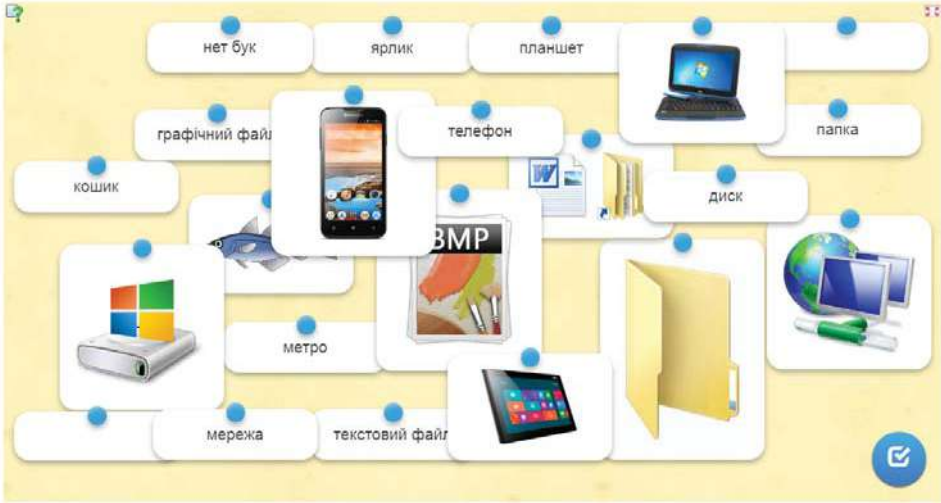 нет бук
ярлик
планшет
графічний файл
телефон
папка
кошик
диск
BMP
метро
мережа
текстовий файл